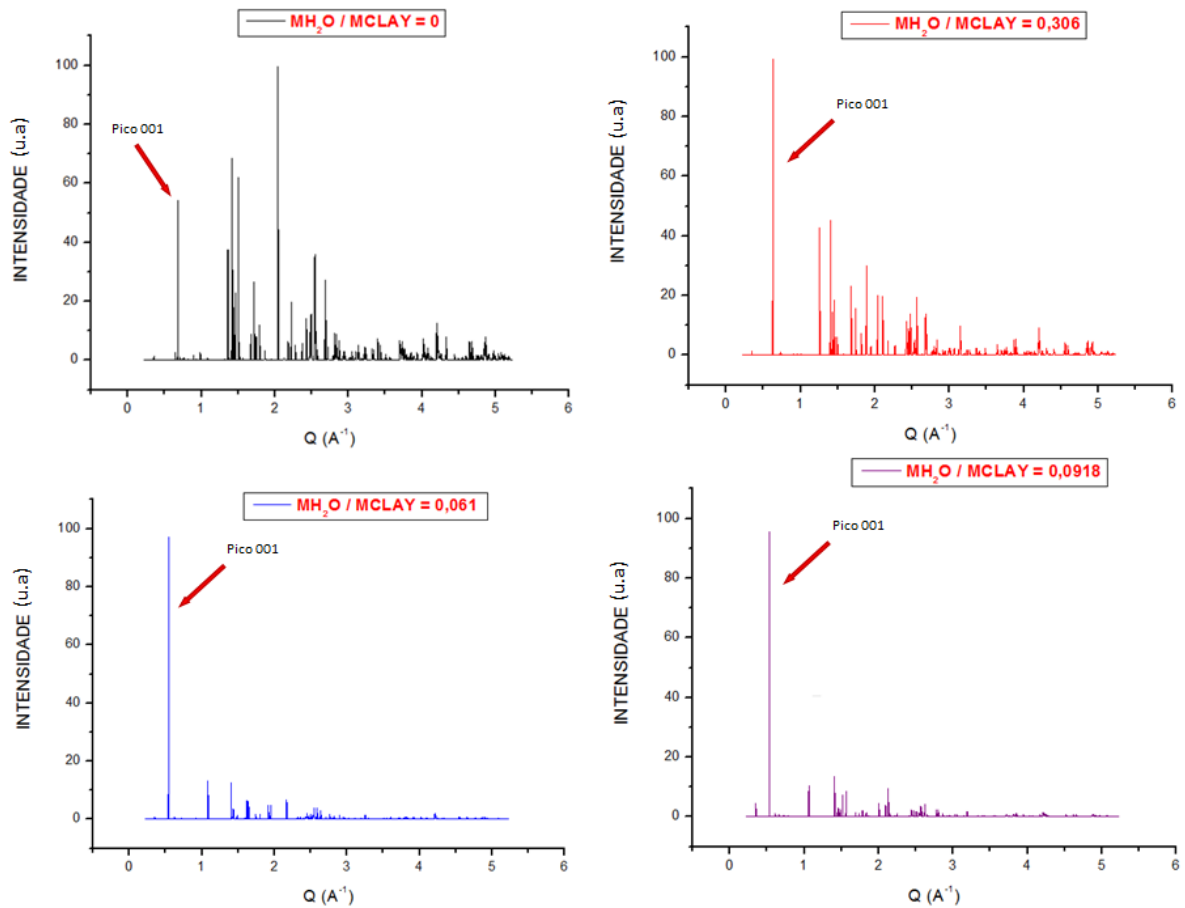 MH₂O / MCLAY = 0
INTENSIDADE (u.a)
100
80
60
40
20
0
Pico 001
0 1 2 3 4 5 6
Q (A⁻¹)
MH₂O / MCLAY = 0,306
INTENSIDADE (u.a)
100
80
60
40
20
0
Pico 001
0 1 2 3 4 5 6
Q (A⁻¹)
MH₂O / MCLAY = 0,061
INTENSIDADE (u.a)
100
80
60
40
20
0
Pico 001
0 1 2 3 4 5 6
Q (A⁻¹)
MH₂O / MCLAY = 0,0918
INTENSIDADE (u.a)
100
80
60
40
20
0
Pico 001
0 1 2 3 4 5 6
Q (A⁻¹)